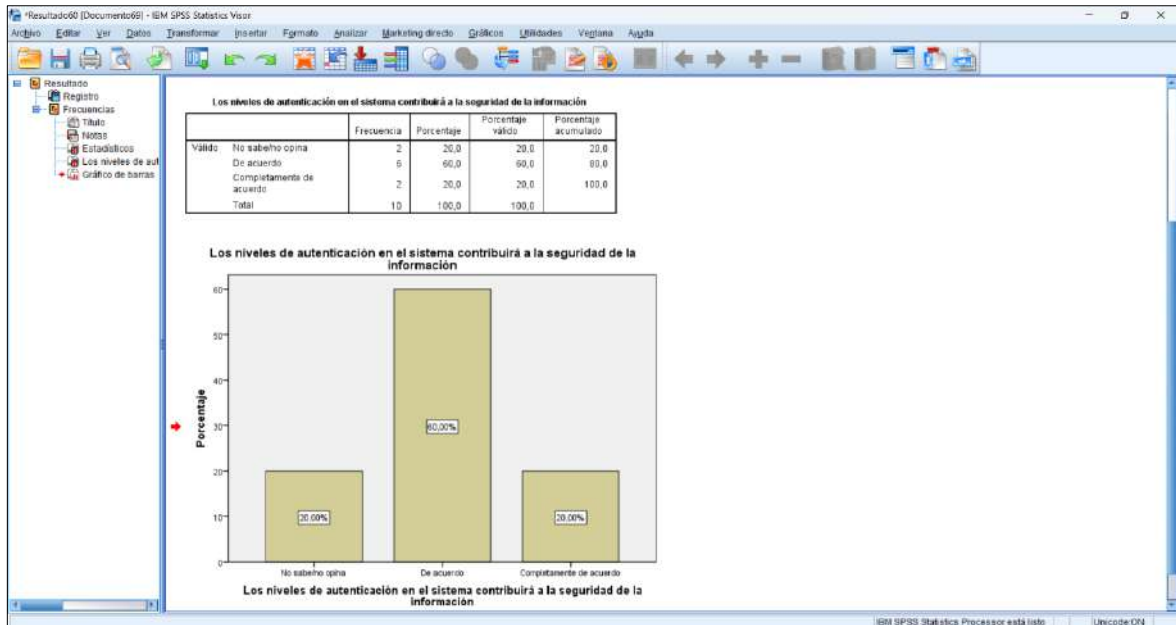 *Resultado60 [Documento69] - IBM SPSS Statistics Visor
Archivo Editar Ver Datos Transformar Insertar Formato Analizar Marketing directo Gráficos Utilidades Ventana Ayuda
Resultado
Registro
Frecuencias
Título
Notas
Estadísticos
Los niveles de aut
Gráfico de barras
Los niveles de autenticación en el sistema contribuirá a la seguridad de la información
Frecuencia Porcentaje Porcentaje válido Porcentaje acumulado
Válido No sabe/no opina 2 20,0 20,0 20,0
De acuerdo 6 60,0 60,0 80,0
Completamente de acuerdo 2 20,0 20,0 100,0
Total 10 100,0 100,0
Los niveles de autenticación en el sistema contribuirá a la seguridad de la
información
Porcentaje
60
50
40
30
20
10
0
20,00%
60,00%
20,00%
No sabe/no opina De acuerdo Completamente de acuerdo
Los niveles de autenticación en el sistema contribuirá a la seguridad de la
información
IBM SPSS Statistics Processor está listo Unicode:ON